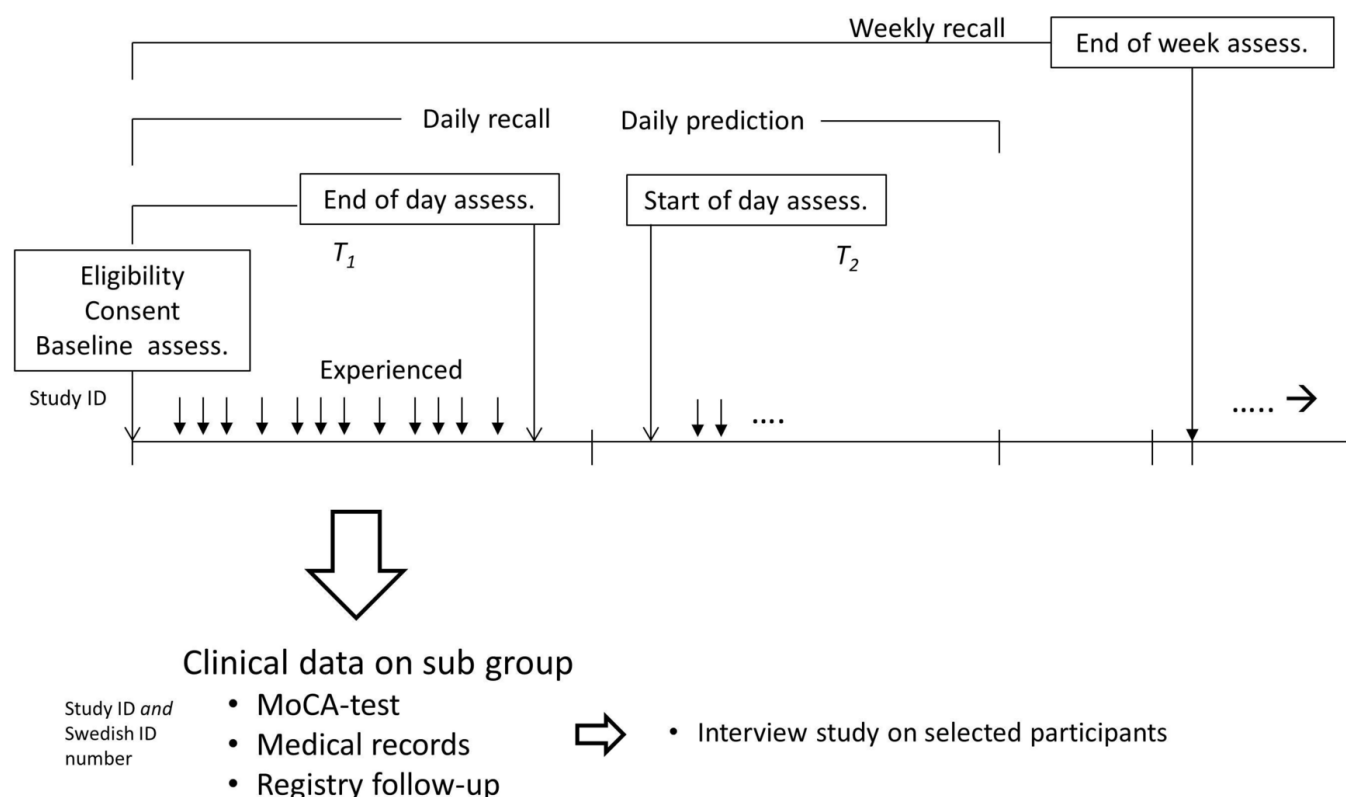 Weekly recall
End of week assess.
Daily recall
Daily prediction
End of day assess.
Start of day assess.
T1
T2
Eligibility
Consent
Baseline assess.
Experienced
Study ID
....
.....
Clinical data on sub group
Study ID and
Swedish ID
number
• MoCA-test
• Medical records
• Registry follow-up
• Interview study on selected participants